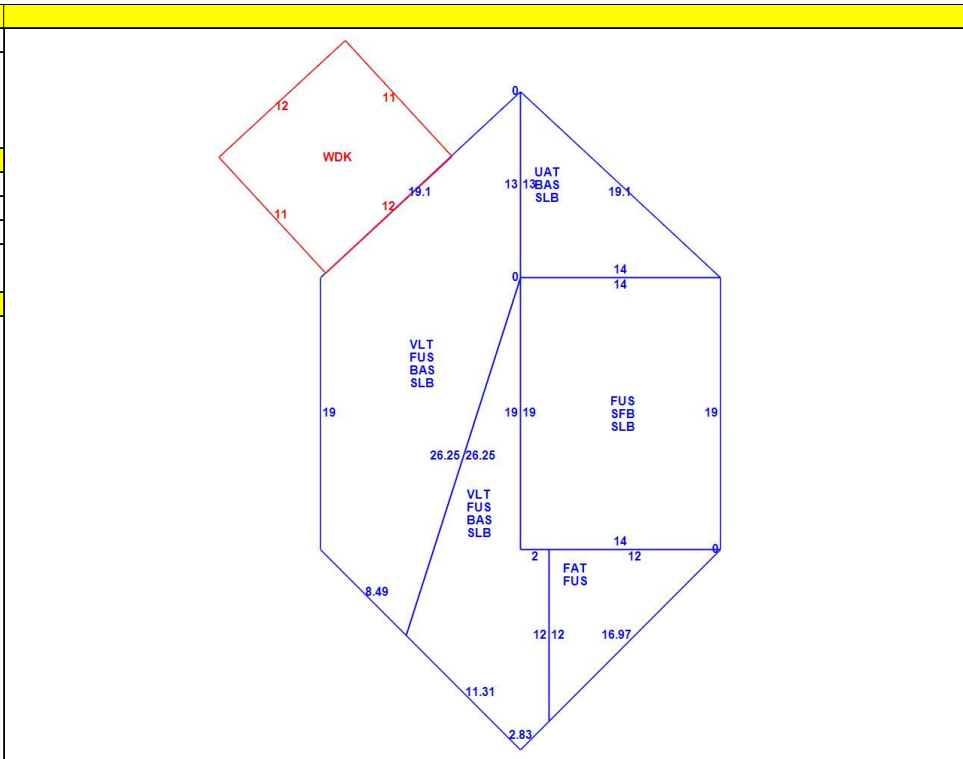 0
12
11
WDK
11
12
19.1
13
13
UAT
BAS
SLB
19.1
0
14
14
VLT
FUS
BAS
SLB
19
19
19
FUS
SFB
SLB
19
26.25
26.25
VLT
FUS
BAS
SLB
14
0
2
12
FAT
FUS
8.49
12
12
16.97
11.31
2.83